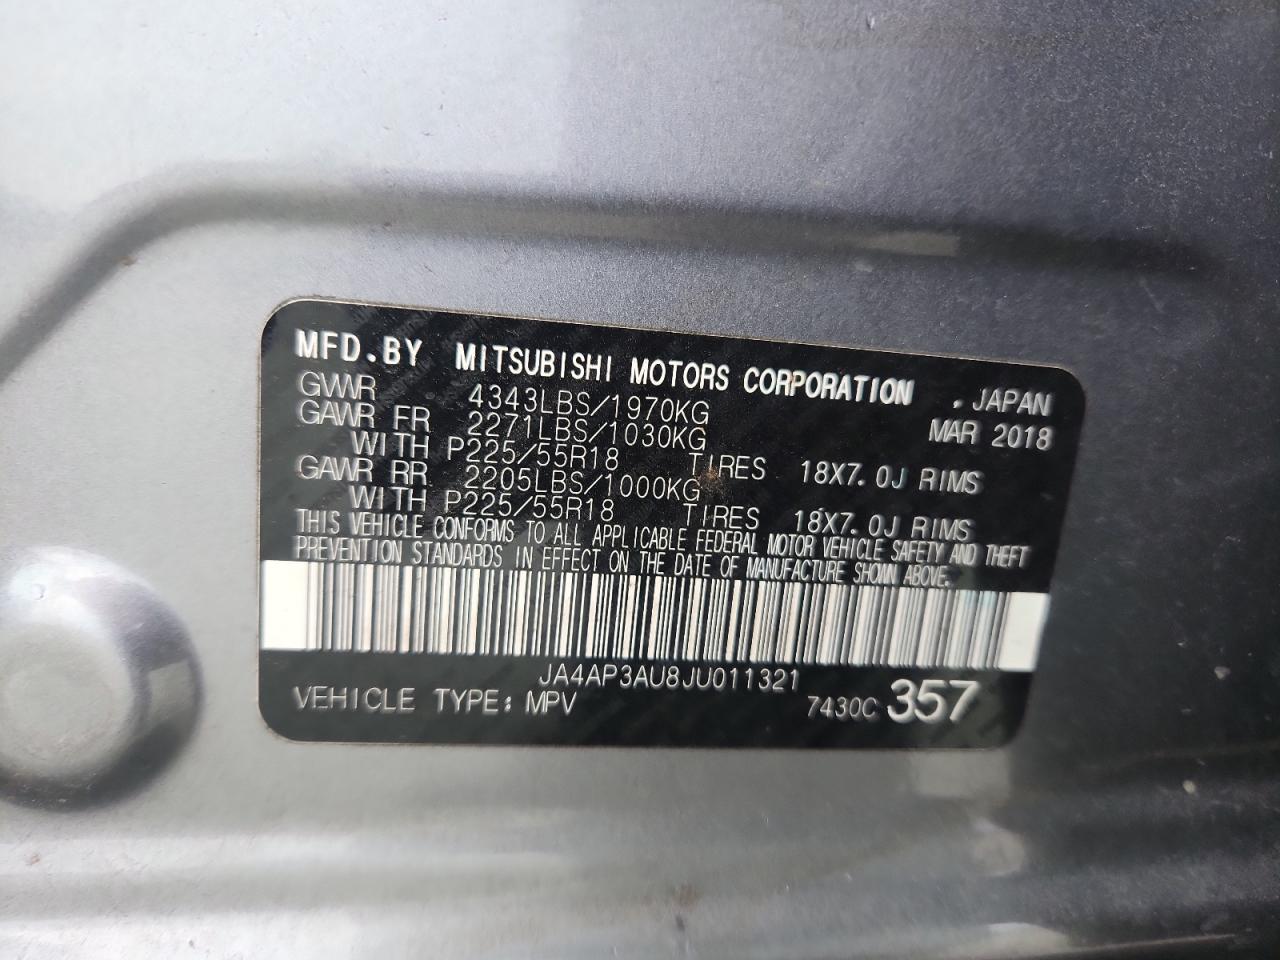 MFD.BY MITSUBISHI MOTORS CORPORATION , JAPAN
GVWR 4343LBS/1970KG MAR 2018
GAWR FR 2271LBS/1030KG
WITH P225/55R18 TIRES 18X7.0J RIMS
GAWR RR 2205LBS/1000KG
WITH P225/55R18 TIRES 18X7.0J RIMS
THIS VEHICLE CONFORMS TO ALL APPLICABLE FEDERAL MOTOR VEHICLE SAFETY AND THEFT
PREVENTION STANDARDS IN EFFECT ON THE DATE OF MANUFACTURE SHOWN ABOVE.
JA4AP3AU8JU011321
VEHICLE TYPE: MPV 7430C 357